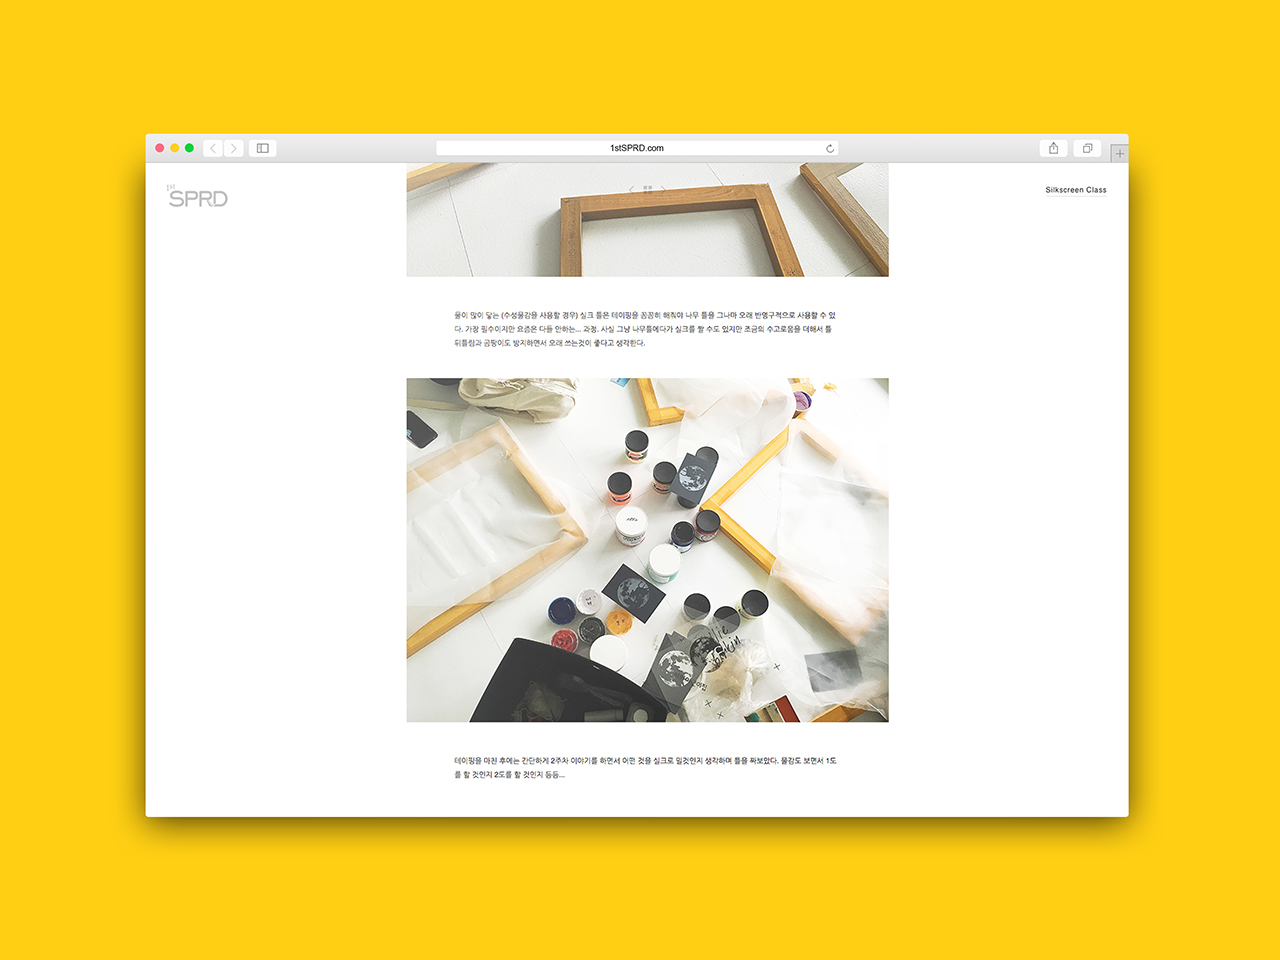 1stSPRD.com
1st
SPRD
Silkscreen Class
물이 많이 닿는 (수성물감을 사용할 경우) 실크 틀은 테이핑을 꼼꼼히 해줘야 나무 틀을 그나마 오래 반영구적으로 사용할 수 있
다. 가장 필수이지만 요즘은 다들 안하는... 과정. 사실 그냥 나무틀에다가 실크를 할 수도 있지만 조금의 수고로움을 더해서 틀
뒤틀림과 곰팡이도 방지하면서 오래 쓰는것이 좋다고 생각한다.
테이핑을 마친 후에는 간단하게 2주차 이야기를 하면서 어떤 것을 실크로 밀것인지 생각하며 틀을 짜보았다. 물감도 보면서 1도
를 할 것인지 2도를 할 것인지 등등...